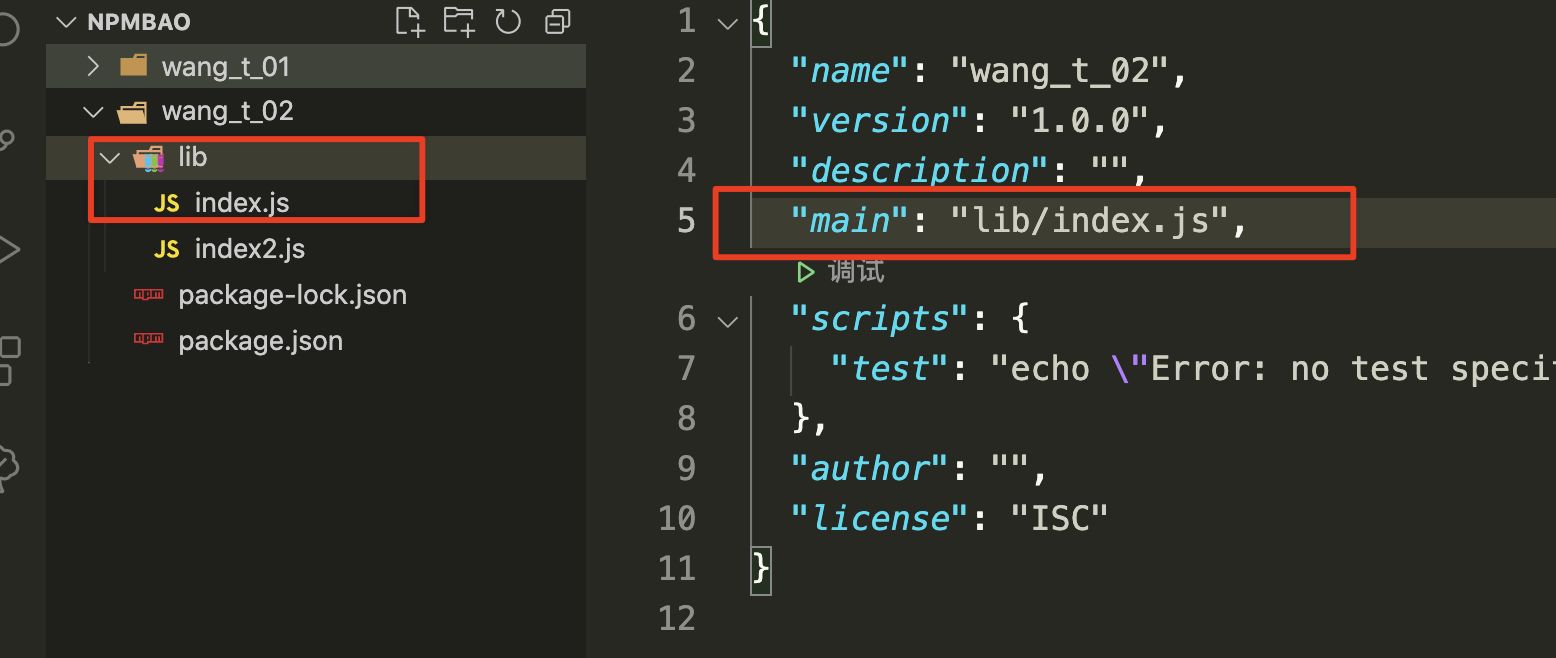 NPMBAO
wang_t_01
wang_t_02
lib
JS index.js
JS index2.js
package-lock.json
package.json
1 {
2 "name": "wang_t_02",
3 "version": "1.0.0",
4 "description": "",
5 "main": "lib/index.js",
调试
6 "scripts": {
7 "test": "echo \"Error: no test specif
8 },
9 "author": "",
10 "license": "ISC"
11 }
12